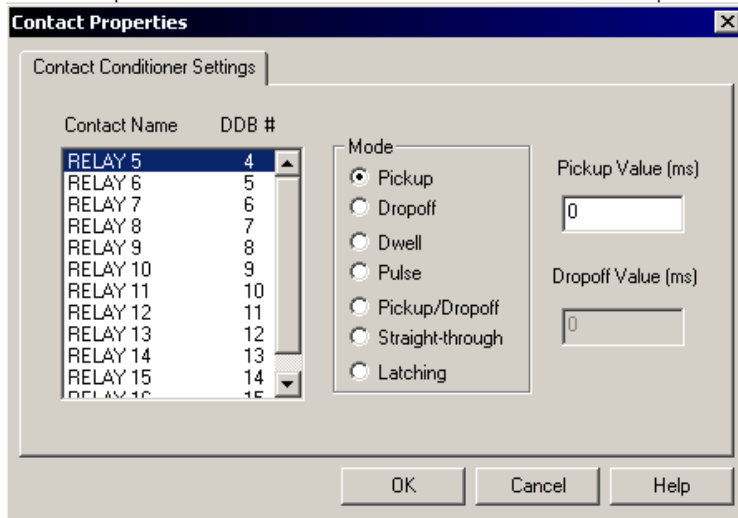 Contact Properties
Contact Conditioner Settings
Contact Name DDB #
RELAY 5 4
RELAY 6 5
RELAY 7 6
RELAY 8 7
RELAY 9 8
RELAY 10 9
RELAY 11 10
RELAY 12 11
RELAY 13 12
RELAY 14 13
RELAY 15 14
RELAY 16 15
Mode
Pickup
Dropoff
Dwell
Pulse
Pickup/Dropoff
Straight-through
Latching
Pickup Value (ms)
0
Dropoff Value (ms)
0
OK Cancel Help